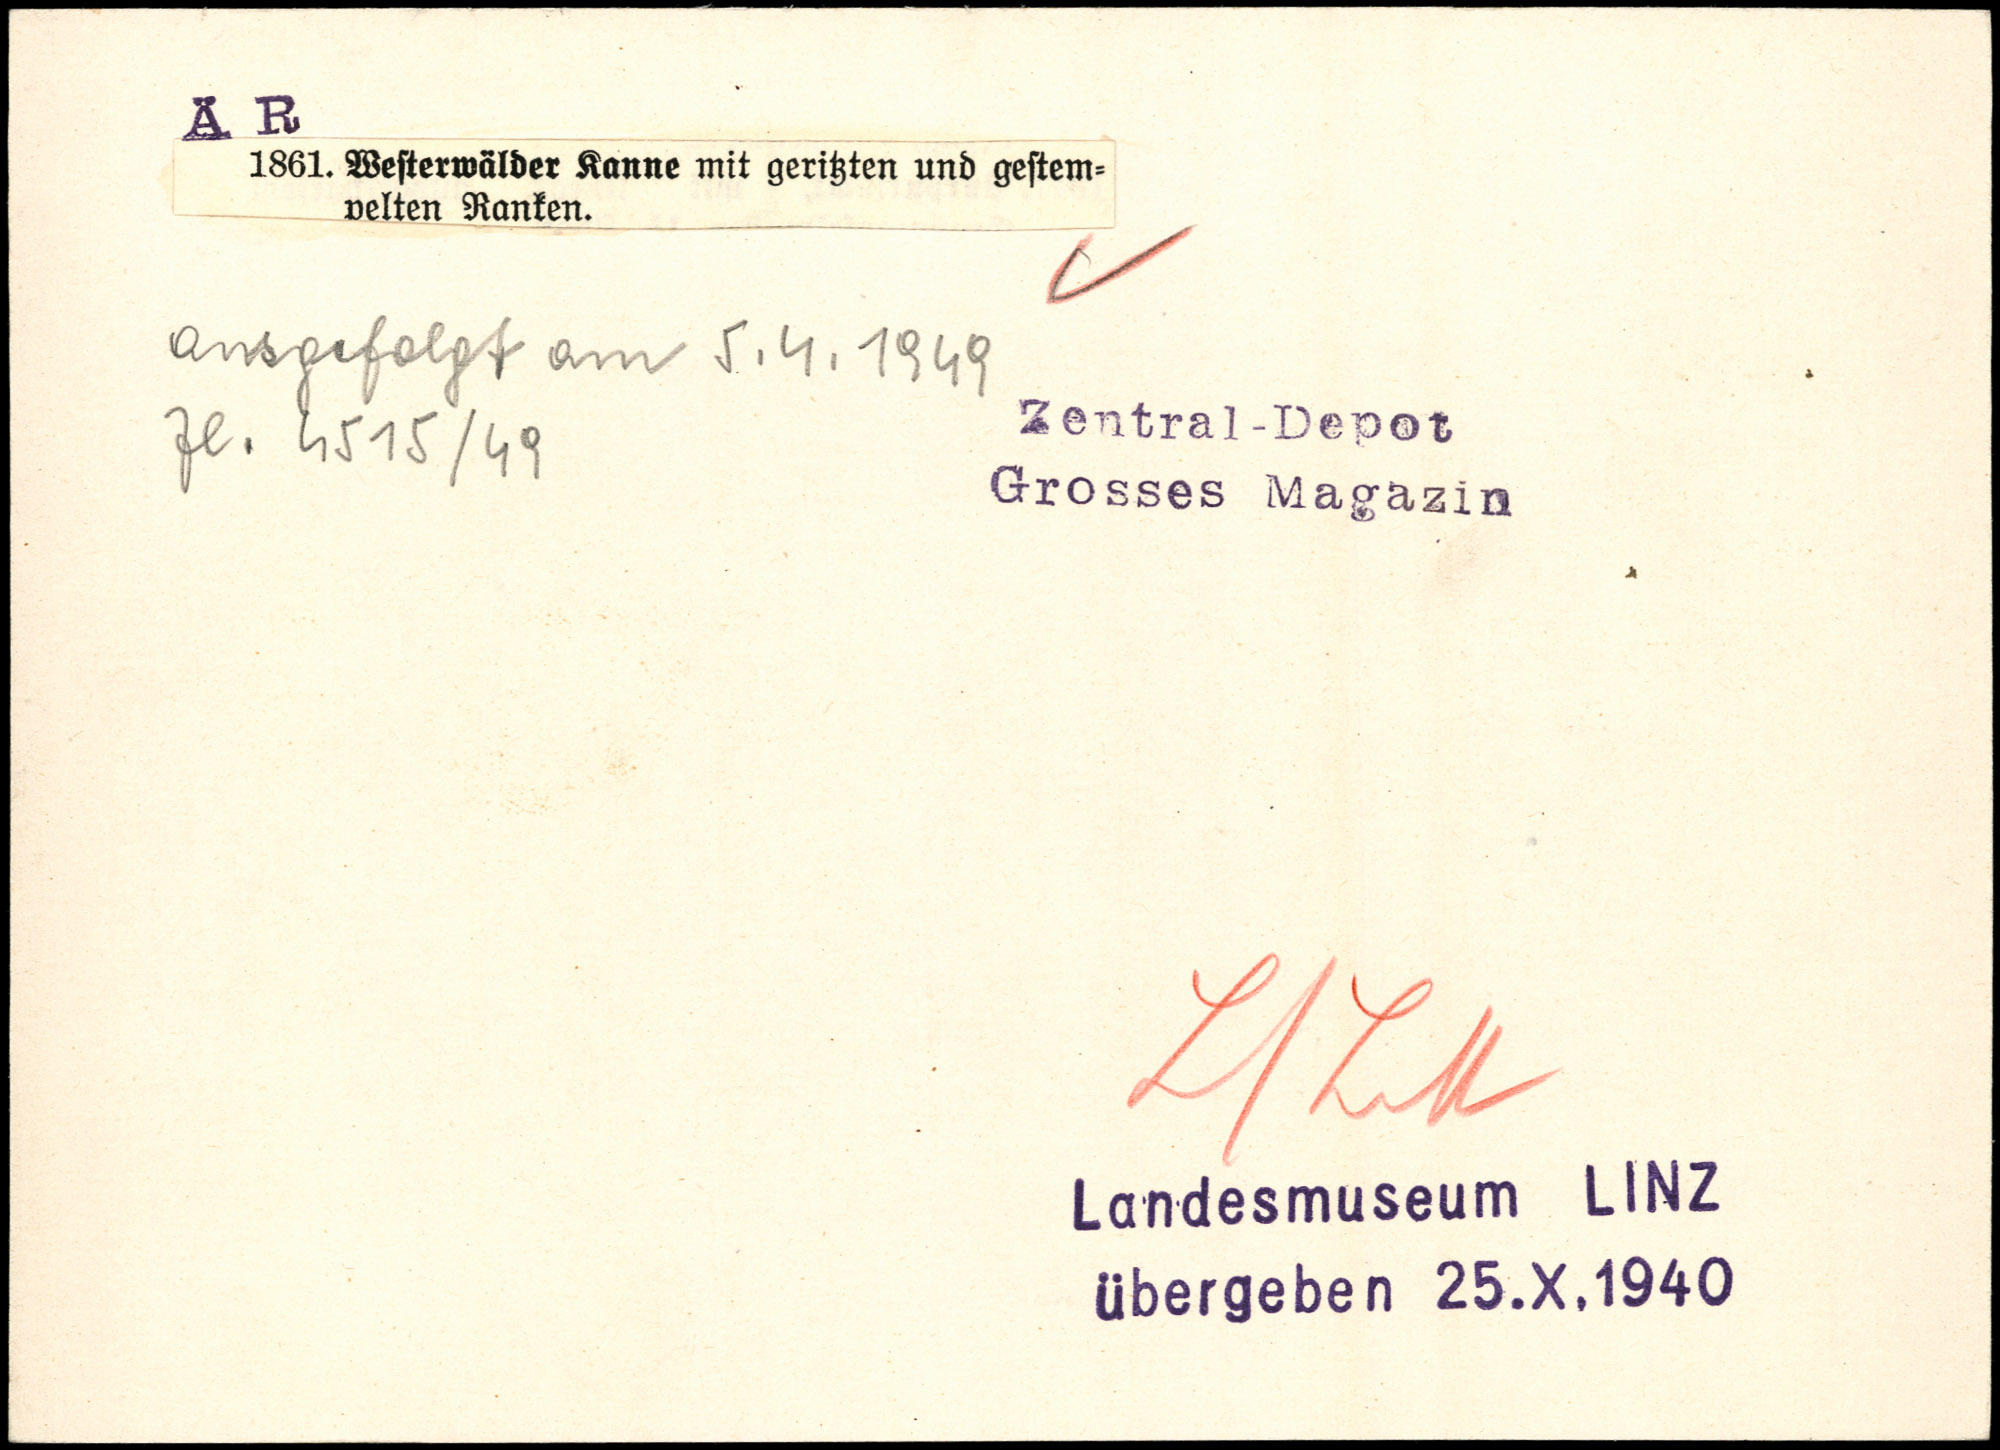 Ä R
1861. Westerwälder Kanne mit geritzten und gestem=
pelten Ranken.
ausgefolgt am 5.4.1949
Zl. 4515/49
Zentral-Depot
Grosses Magazin
Landesmuseum LINZ
übergeben 25.X.1940